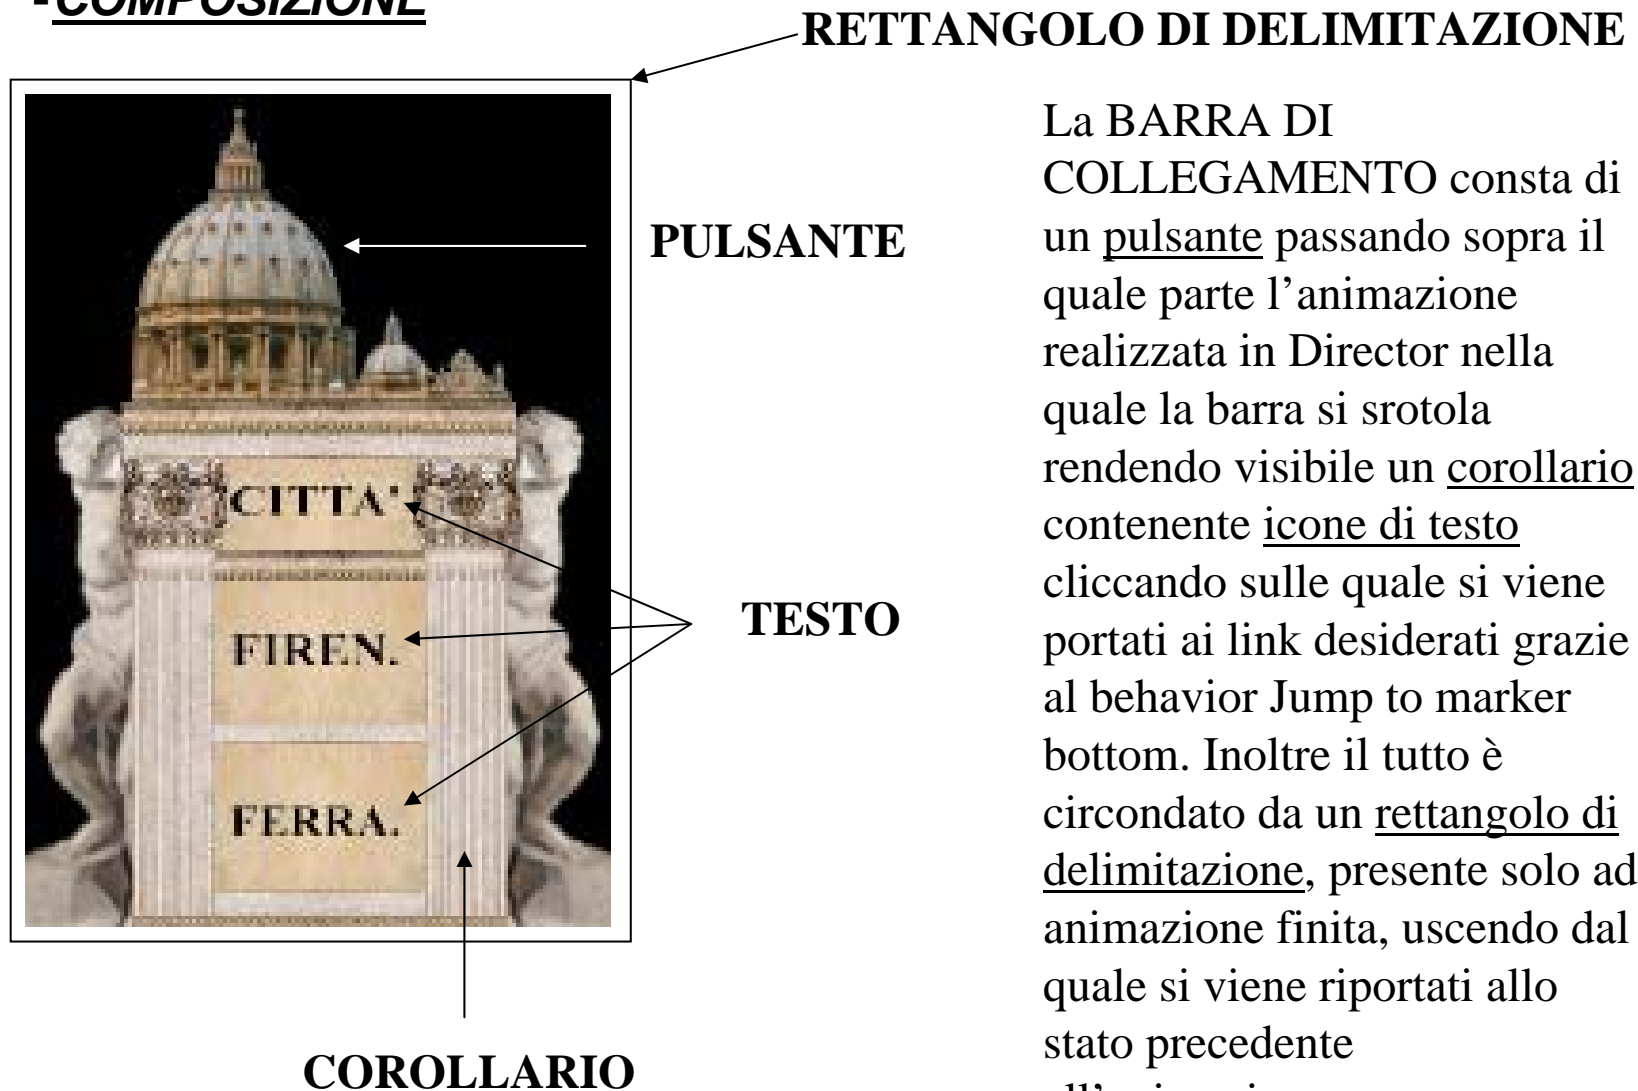 -COMPOSIZIONE
RETTANGOLO DI DELIMITAZIONE
PULSANTE
CITTA'
FIREN.
TESTO
FERRA.
COROLLARIO
La BARRA DI
COLLEGAMENTO consta di
un pulsante passando sopra il
quale parte l’animazione
realizzata in Director nella
quale la barra si srotola
rendendo visibile un corollario
contenente icone di testo
cliccando sulle quale si viene
portati ai link desiderati grazie
al behavior Jump to marker
bottom. Inoltre il tutto è
circondato da un rettangolo di
delimitazione, presente solo ad
animazione finita, uscendo dal
quale si viene riportati allo
stato precedente